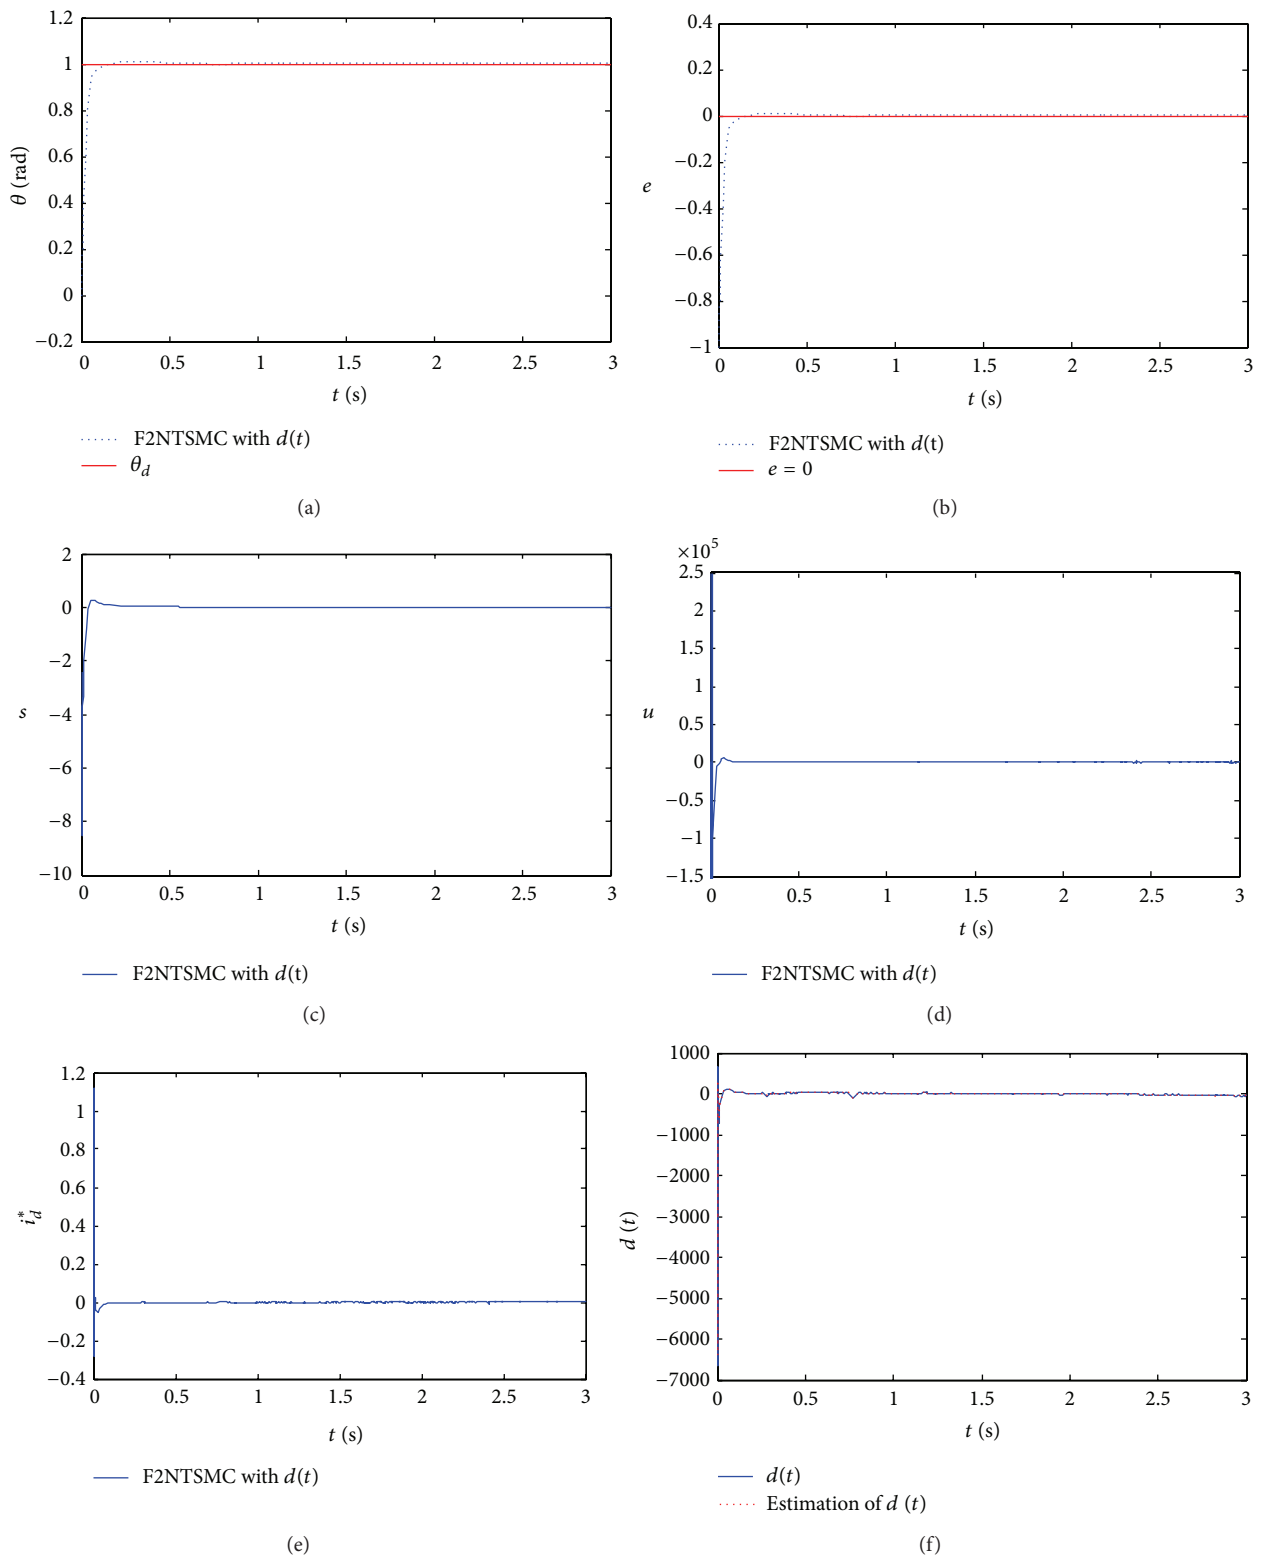 1.2
1
0.8
0.6
0.4
0.2
0
−0.2
θ (rad)
0 0.5 1 1.5 2 2.5 3
t (s)
F2NTSMC with d(t)
θd
(a)
0.4
0.2
0
−0.2
−0.4
−0.6
−0.8
−1
e
0 0.5 1 1.5 2 2.5 3
t (s)
F2NTSMC with d(t)
e = 0
(b)
2
0
−2
−4
−6
−8
−10
s
0 0.5 1 1.5 2 2.5 3
t (s)
F2NTSMC with d(t)
(c)
×10^5
2.5
2
1.5
1
0.5
0
−0.5
−1
−1.5
u
0 0.5 1 1.5 2 2.5 3
t (s)
F2NTSMC with d(t)
(d)
1.2
1
0.8
0.6
0.4
0.2
0
−0.2
−0.4
i*d
0 0.5 1 1.5 2 2.5 3
t (s)
F2NTSMC with d(t)
(e)
1000
0
−1000
−2000
−3000
−4000
−5000
−6000
−7000
d (t)
0 0.5 1 1.5 2 2.5 3
t (s)
d(t)
Estimation of d (t)
(f)